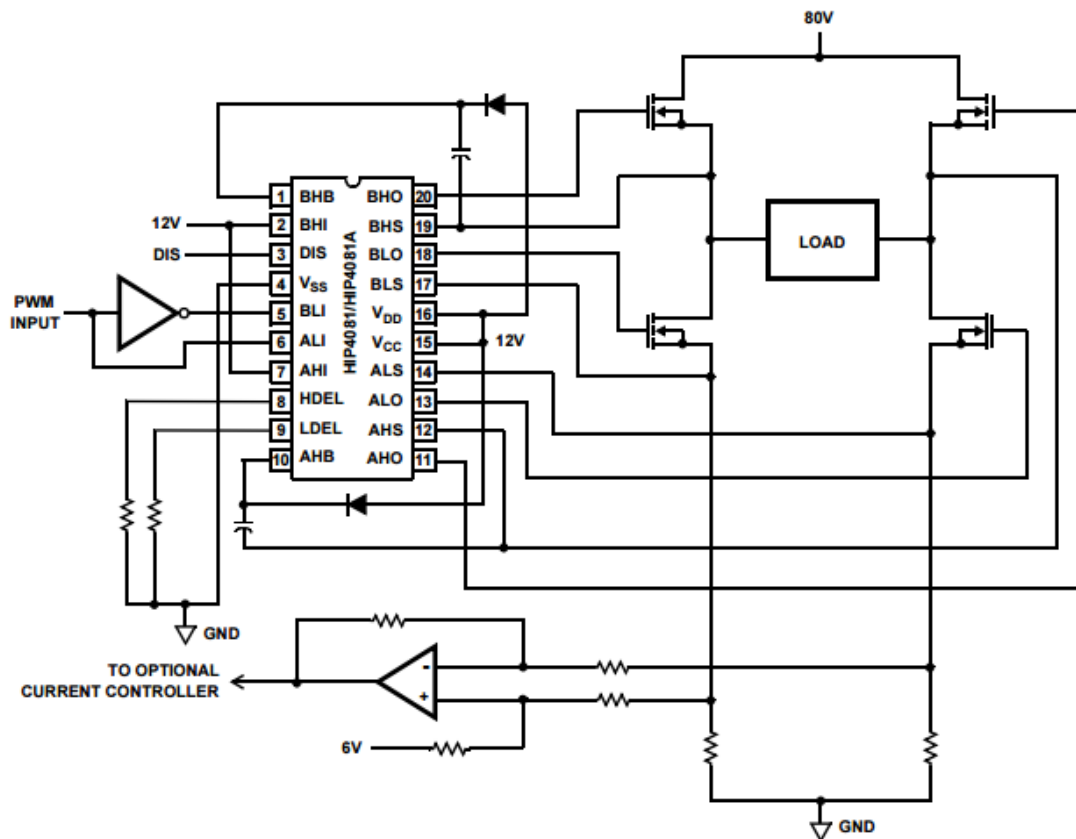 80V
1 BHB BHO 20
12V 2 BHI BHS 19
DIS 3 DIS BLO 18
4 VSS BLS 17
PWM
INPUT
5 BLI VDD 16
6 ALI VCC 15 12V
7 AHI ALS 14
8 HDEL ALO 13
9 LDEL AHS 12
10 AHB AHO 11
HIP4081/HIP4081A
LOAD
GND
TO OPTIONAL
CURRENT CONTROLLER
-
+
6V
GND